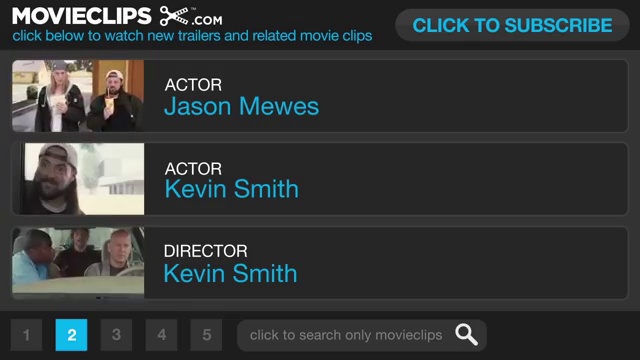 MOVIECLIPS .COM
click below to watch new trailers and related movie clips
CLICK TO SUBSCRIBE
ACTOR
Jason Mewes
ACTOR
Kevin Smith
DIRECTOR
Kevin Smith
1 2 3 4 5
click to search only movieclips